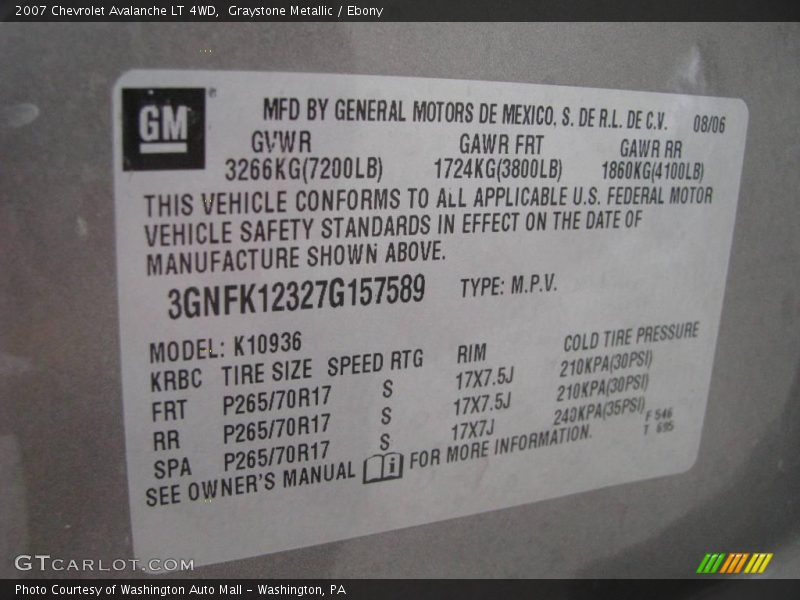 2007 Chevrolet Avalanche LT 4WD, Graystone Metallic / Ebony
GM
MFD BY GENERAL MOTORS DE MEXICO, S. DE R.L. DE C.V. 08/06
GVWR GAWR FRT GAWR RR
3266KG(7200LB) 1724KG(3800LB) 1860KG(4100LB)
THIS VEHICLE CONFORMS TO ALL APPLICABLE U.S. FEDERAL MOTOR
VEHICLE SAFETY STANDARDS IN EFFECT ON THE DATE OF
MANUFACTURE SHOWN ABOVE.
3GNFK12327G157589 TYPE: M.P.V.
MODEL: K10936
KRBC TIRE SIZE SPEED RTG RIM COLD TIRE PRESSURE
FRT P265/70R17 S 17X7.5J 210KPA(30PSI)
RR P265/70R17 S 17X7.5J 210KPA(30PSI)
SPA P265/70R17 S 17X7J 240KPA(35PSI)
SEE OWNER'S MANUAL i FOR MORE INFORMATION.
F 546
T 695
GTCARLOT.COM
Photo Courtesy of Washington Auto Mall - Washington, PA